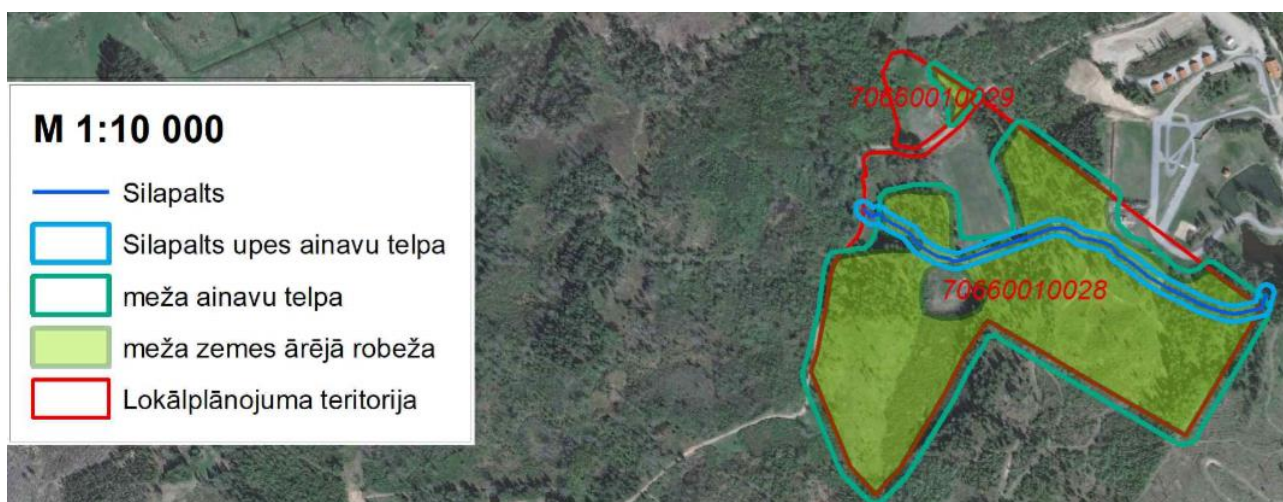 M 1:10 000
Silapalts
Silapalts upes ainavu telpa
meža ainavu telpa
meža zemes ārējā robeža
Lokālplānojuma teritorija
70660010029
70660010028